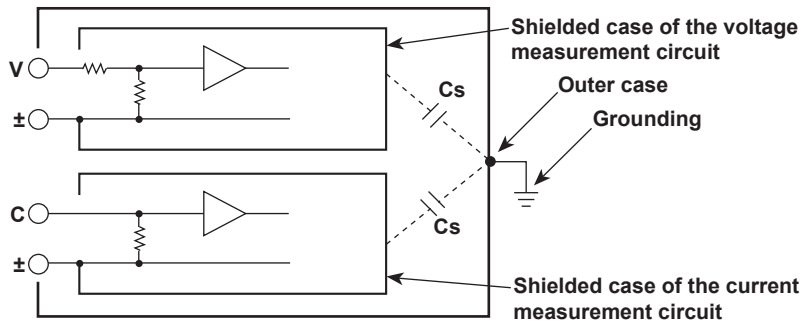 Shielded case of the voltage
measurement circuit
V
Cs
Outer case
±
Grounding
C
Cs
±
Shielded case of the current
measurement circuit